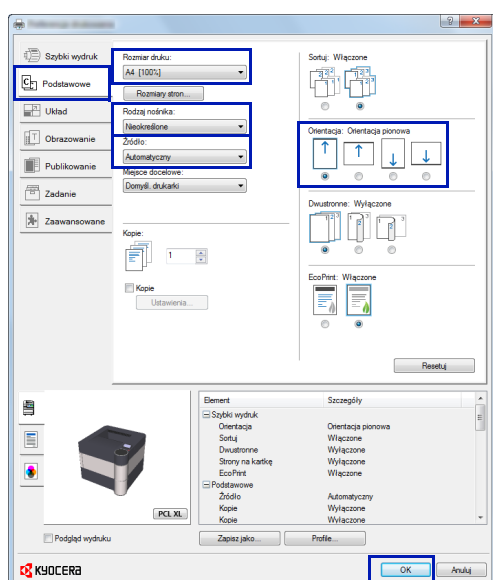 Szybki wydruk
Podstawowe
Układ
Obrazowanie
Publikowanie
Zadanie
Zaawansowane
Rozmiar druku:
A4 [100%]
Rozmiary stron...
Rodzaj nośnika:
Nieokreślone
Źródło:
Automatyczny
Miejsce docelowe:
Domyśl. drukarki
Kopie:
1
Kopie
Ustawienia...
Sortuj: Włączone
Orientacja: Orientacja pionowa
Dwustronne: Wyłączone
EcoPrint: Włączone
Resetuj
PCL XL
Podgląd wydruku
Element Szczegóły
Szybki wydruk
Orientacja Orientacja pionowa
Sortuj Włączone
Dwustronne Wyłączone
Strony na kartkę Wyłączone
EcoPrint Włączone
Podstawowe
Źródło Automatyczny
Kopie Wyłączone
Kopie Wyłączone
Zapisz jako... Profile...
KYOCERA
OK Anuluj